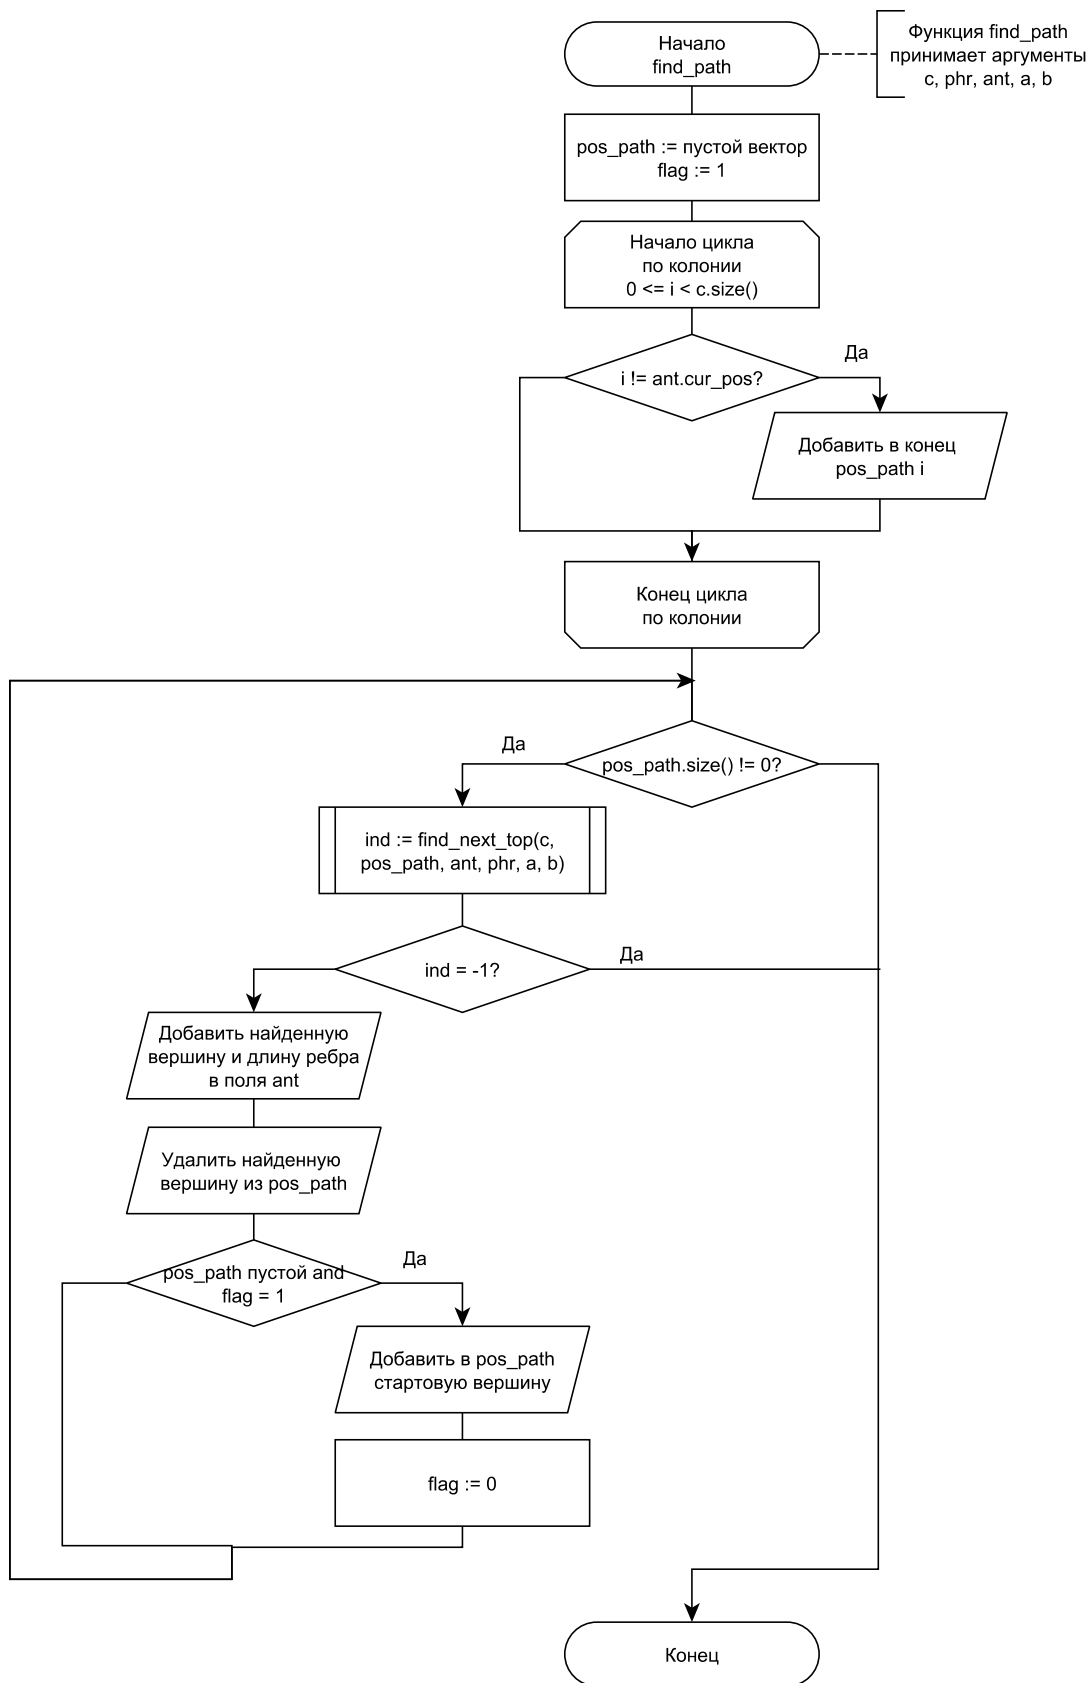 Начало
find_path
Функция find_path
принимает аргументы
c, phr, ant, a, b
pos_path := пустой вектор
flag := 1
Начало цикла
по колонии
0 <= i < c.size()
i != ant.cur_pos?
Да
Добавить в конец
pos_path i
Конец цикла
по колонии
pos_path.size() != 0?
Да
ind := find_next_top(c,
pos_path, ant, phr, a, b)
ind = -1?
Да
Добавить найденную
вершину и длину ребра
в поля ant
Удалить найденную
вершину из pos_path
pos_path пустой and
flag = 1
Да
Добавить в pos_path
стартовую вершину
flag := 0
Конец